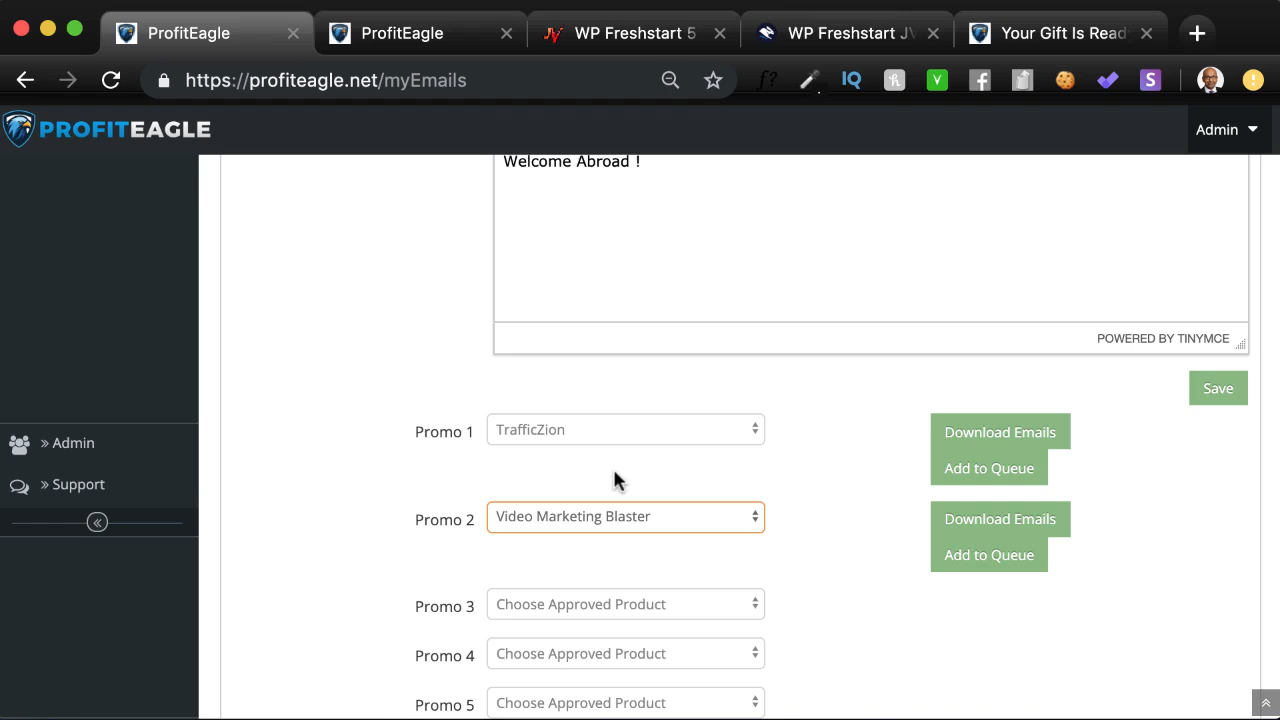 ProfitEagle
ProfitEagle
WP Freshstart 5
WP Freshstart JV
Your Gift Is Read
https://profiteagle.net/myEmails
f?
IQ
V
S
PROFITEAGLE
Admin
Welcome Abroad !
POWERED BY TINYMCE
Save
Promo 1
TrafficZion
Download Emails
Add to Queue
» Admin
» Support
Promo 2
Video Marketing Blaster
Download Emails
Add to Queue
Promo 3
Choose Approved Product
Promo 4
Choose Approved Product
Promo 5
Choose Approved Product